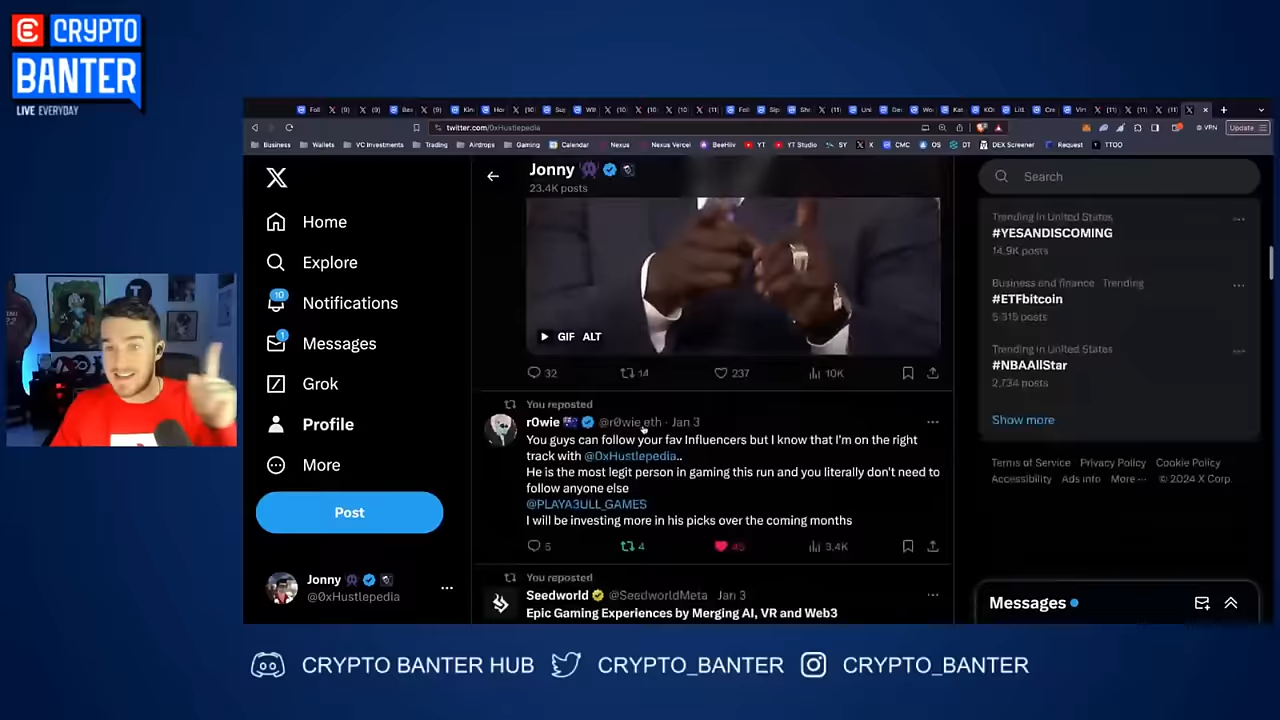 CRYPTO
BANTER
LIVE EVERYDAY
twitter.com/0xHustlepedia
VPN
Update
Business
Wallets
VC Investments
Trading
Airdrops
Gaming
Calendar
Nexus
Nexus Vercel
BeeHiiv
YT
YT Studio
SY
X
CMC
OS
DT
DEX Screener
Request
TTOO
Home
Explore
10
Notifications
1
Messages
Grok
Profile
More
Post
Jonny
@0xHustlepedia
Jonny
23.4K posts
GIF ALT
32 14 237 10K
You reposted
r0wie @r0wie_eth · Jan 3
You guys can follow your fav Influencers but I know that I'm on the right
track with @0xHustlepedia..
He is the most legit person in gaming this run and you literally don't need to
follow anyone else
@PLAYA3ULL_GAMES
I will be investing more in his picks over the coming months
5 4 45 3.4K
You reposted
Seedworld @SeedworldMeta Jan 3
Epic Gaming Experiences by Merging AI, VR and Web3
Search
Trending in United States
#YESANDISCOMING
14.9K posts
Business and finance · Trending
#ETFbitcoin
5,315 posts
Trending in United States
#NBAAllStar
2,734 posts
Show more
Terms of Service Privacy Policy Cookie Policy
Accessibility Ads info More ··· © 2024 X Corp.
Messages
CRYPTO BANTER HUB
CRYPTO_BANTER
CRYPTO_BANTER